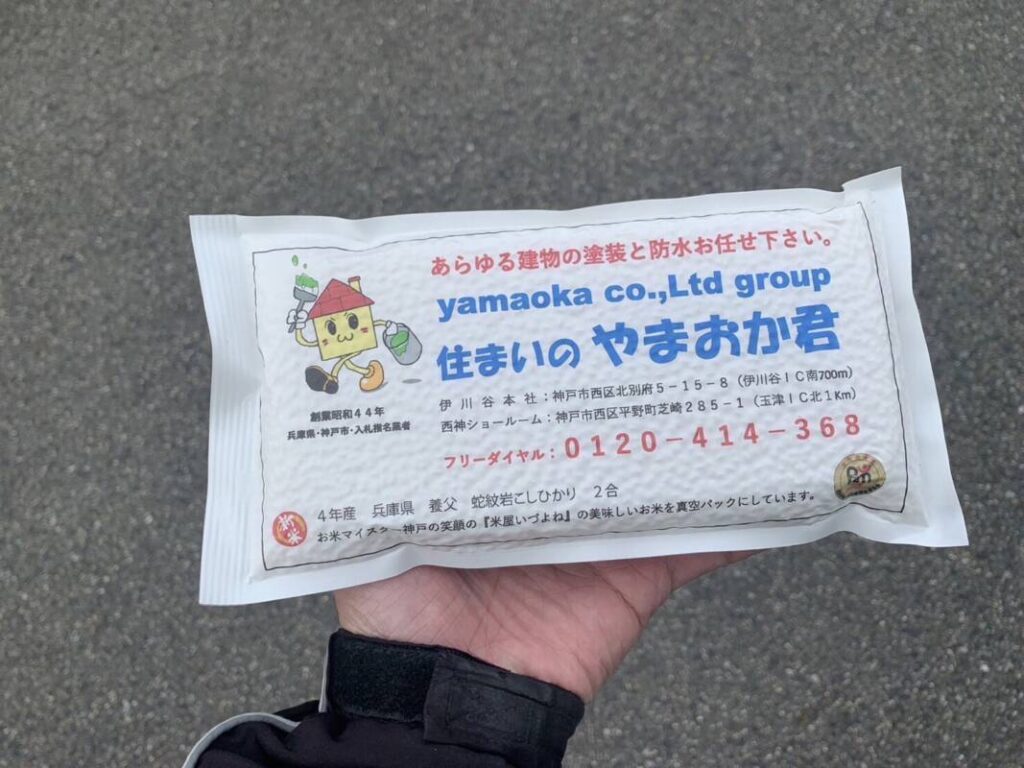 あらゆる建物の塗装と防水お任せ下さい。
yamaoka co.,Ltd group
住まいの やまおか君
創業昭和44年
兵庫県・神戸市・入札指名業者
伊川谷本社：神戸市西区北別府５－１５－８（伊川谷ＩＣ南700m）
西神ショールーム：神戸市西区平野町芝崎２８５－１（玉津ＩＣ北１Km）
フリーダイヤル：０１２０－４１４－３６８
新米
４年産 兵庫県 養父 蛇紋岩こしひかり ２合
お米マイスター神戸の笑顔の『米屋いづよね』の美味しいお米を真空パックにしています。